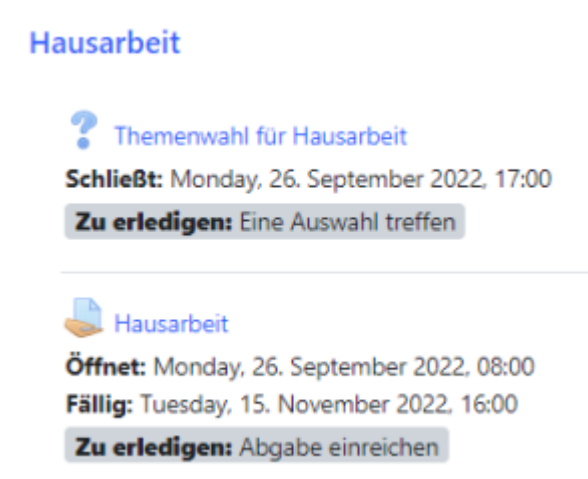 Hausarbeit
Themenwahl für Hausarbeit
Schließt: Monday, 26. September 2022, 17:00
Zu erledigen: Eine Auswahl treffen
Hausarbeit
Öffnet: Monday, 26. September 2022, 08:00
Fällig: Tuesday, 15. November 2022, 16:00
Zu erledigen: Abgabe einreichen